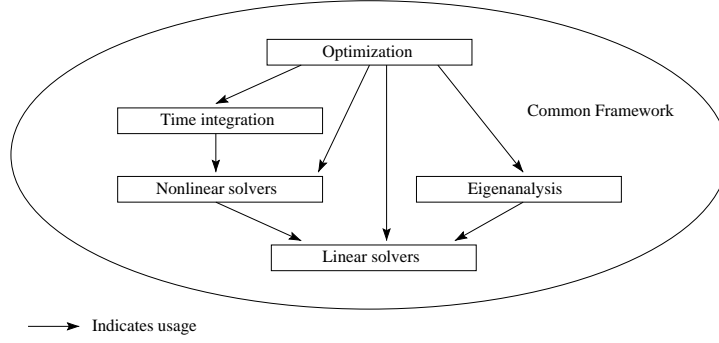 Optimization
Common Framework
Time integration
Nonlinear solvers
Eigenanalysis
Linear solvers
Indicates usage